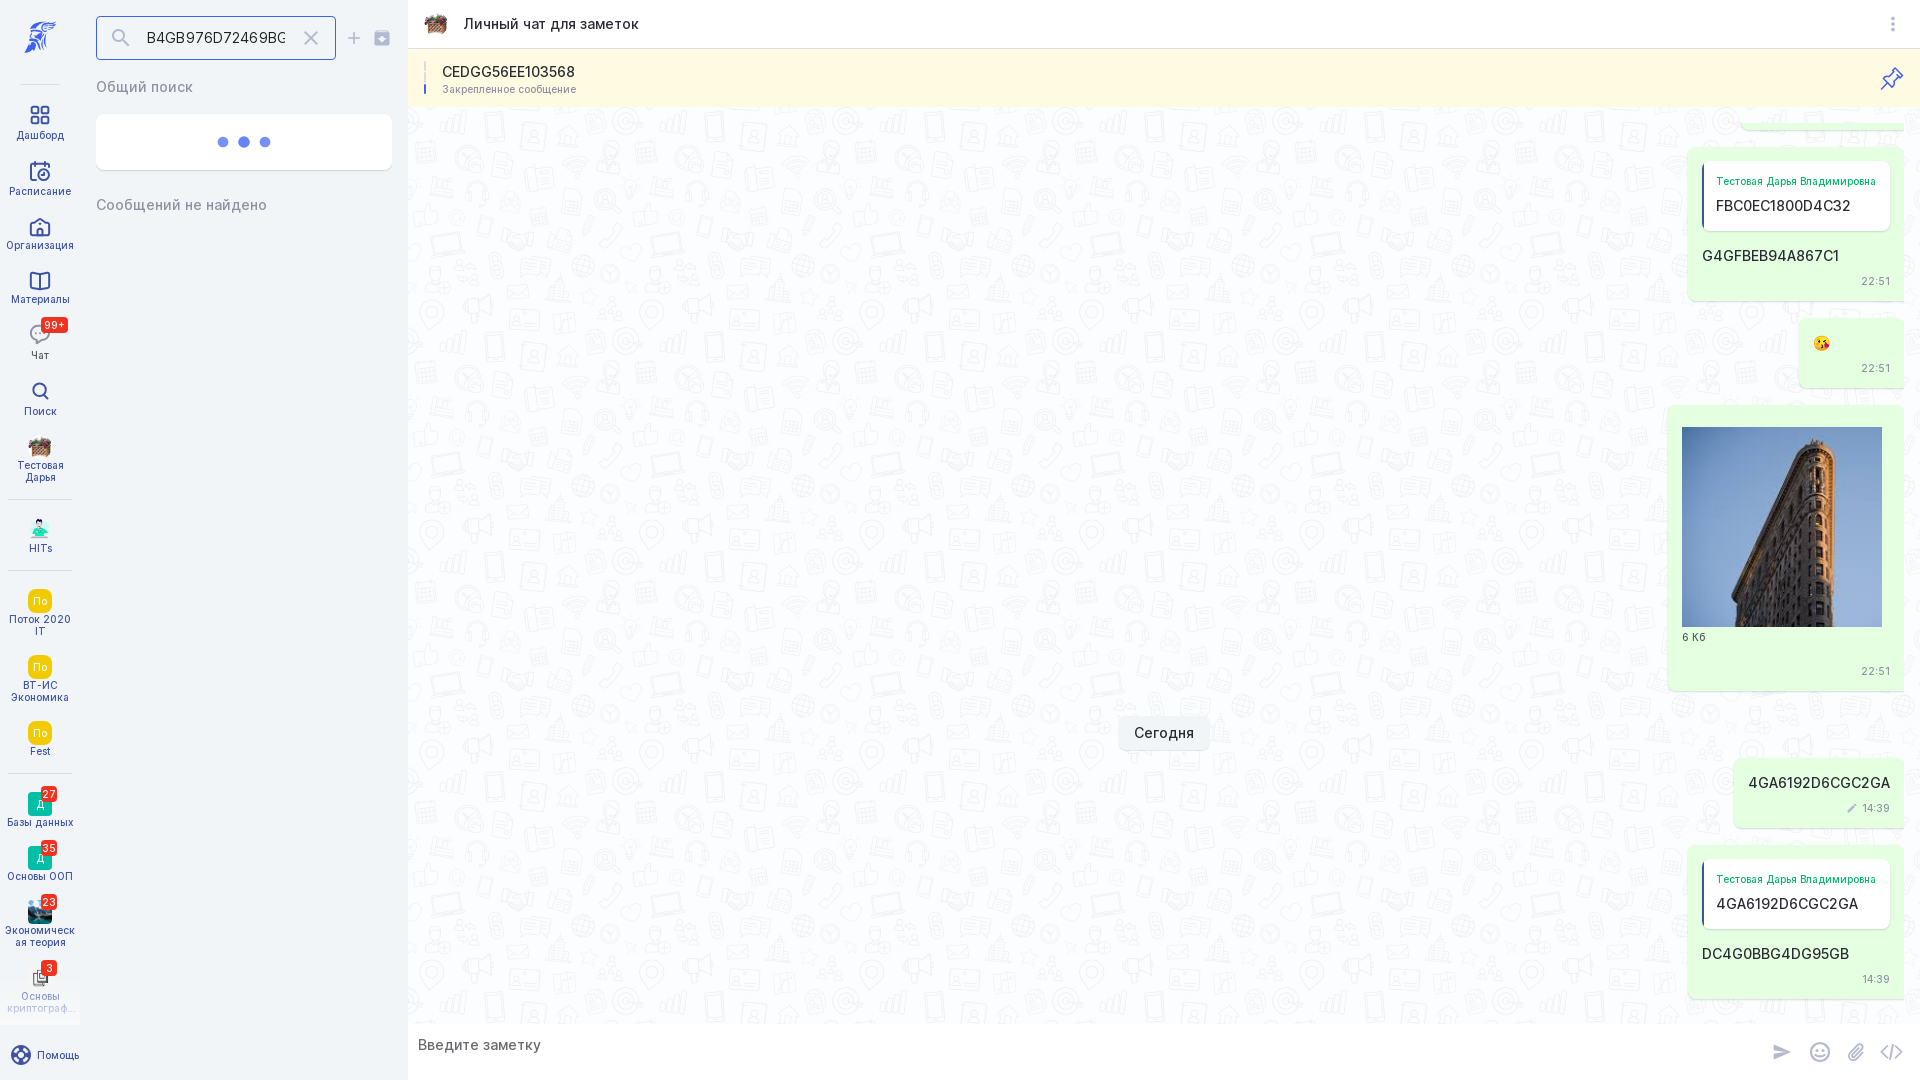 Дашборд
Расписание
Организация
Материалы
99+
Чат
Поиск
Тестовая
Дарья
HITs
По
Поток 2020
IT
По
ВТ-ИС
Экономика
По
Fest
27
Д
Базы данных
35
Д
Основы ООП
23
Экономическ
ая теория
3
Основы
криптограф...
Помощь
B4GB976D72469BG
Общий поиск
Сообщений не найдено
Личный чат для заметок
CEDGG56EE103568
Закрепленное сообщение
Тестовая Дарья Владимировна
FBC0EC1800D4C32
G4GFBEB94A867C1
22:51
22:51
6 Кб
22:51
Сегодня
4GA6192D6CGC2GA
14:39
Тестовая Дарья Владимировна
4GA6192D6CGC2GA
DC4G0BBG4DG95GB
14:39
Введите заметку